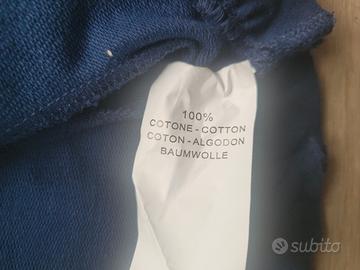 100%
COTONE - COTTON
COTON - ALGODON
BAUMWOLLE
subito